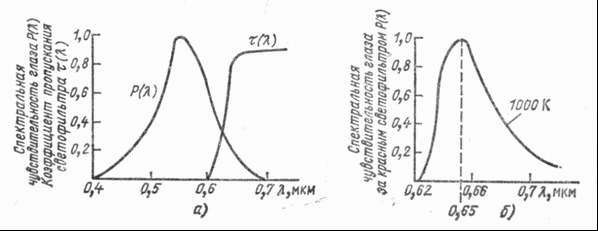 Спектральная
чувствительность глаза P(λ)
Коэффициент пропускания
светофильтра τ(λ)
1,0
0,8
0,6
0,4
0,2
P(λ)
τ(λ)
0,4
0,5
0,6
0,7 λ, мкм
а)
Спектральная
чувствительность глаза
за красным светофильтром P(λ)
1,0
0,8
0,6
0,4
0,2
1000 К
0,62
0,66
0,7 λ, мкм
0,65
б)